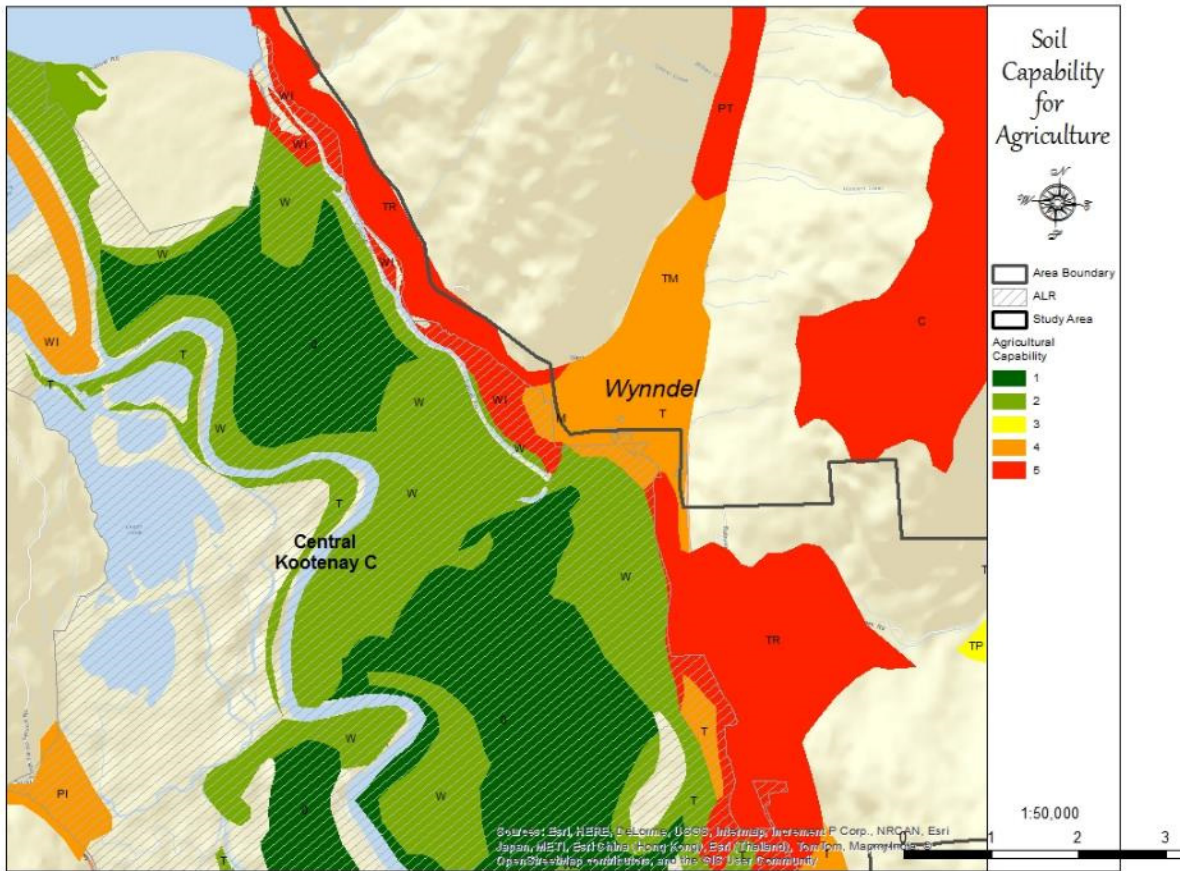 Soil
Capability
for
Agriculture
N
W
E
S
Area Boundary
ALR
Study Area
Agricultural
Capability
1
2
3
4
5
1:50,000
0 1 2 3
WI
WI
PT
TR
W
W
WI
TM
C
WI
T
T
W
WI
Wynndel
M
T
W
W
W
T
Central
Kootenay C
W
T
TR
TP
T
W
PI
W
T
T
Sources: Esri, HERE, DeLorme, USGS, Intermap, increment P Corp., NRCAN, Esri
Japan, METI, Esri China (Hong Kong), Esri (Thailand), TomTom, MapmyIndia, ©
OpenStreetMap contributors, and the GIS User Community